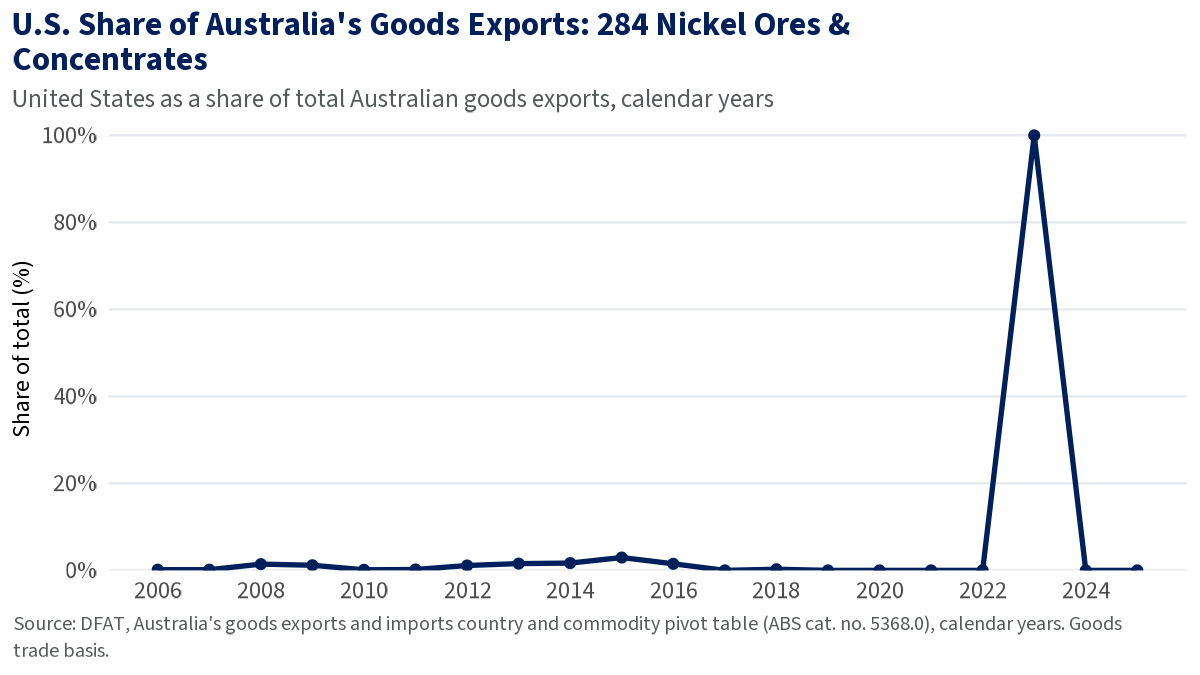 U.S. Share of Australia's Goods Exports: 284 Nickel Ores &
Concentrates
United States as a share of total Australian goods exports, calendar years
Share of total (%)
100%
80%
60%
40%
20%
0%
2006 2008 2010 2012 2014 2016 2018 2020 2022 2024
Source: DFAT, Australia's goods exports and imports country and commodity pivot table (ABS cat. no. 5368.0), calendar years. Goods
trade basis.